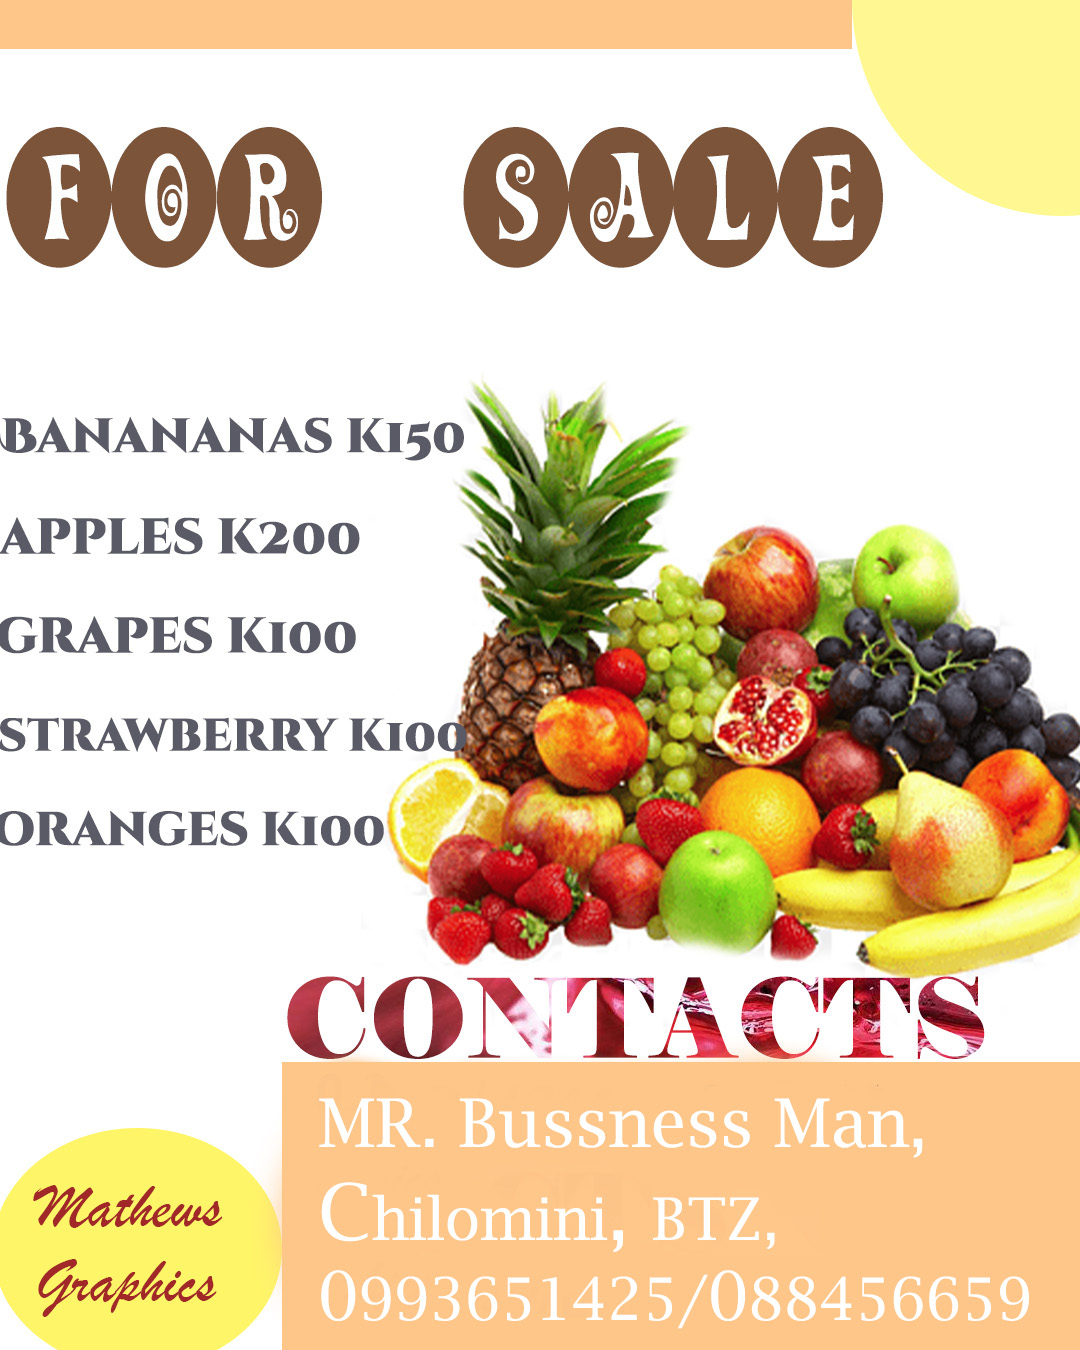 FOR SALE
BANANANAS K150
APPLES K200
GRAPES K100
STRAWBERRY K100
ORANGES K100
CONTACTS
MR. Bussness Man,
Chilomini, BTZ,
0993651425/088456659
Mathews
Graphics